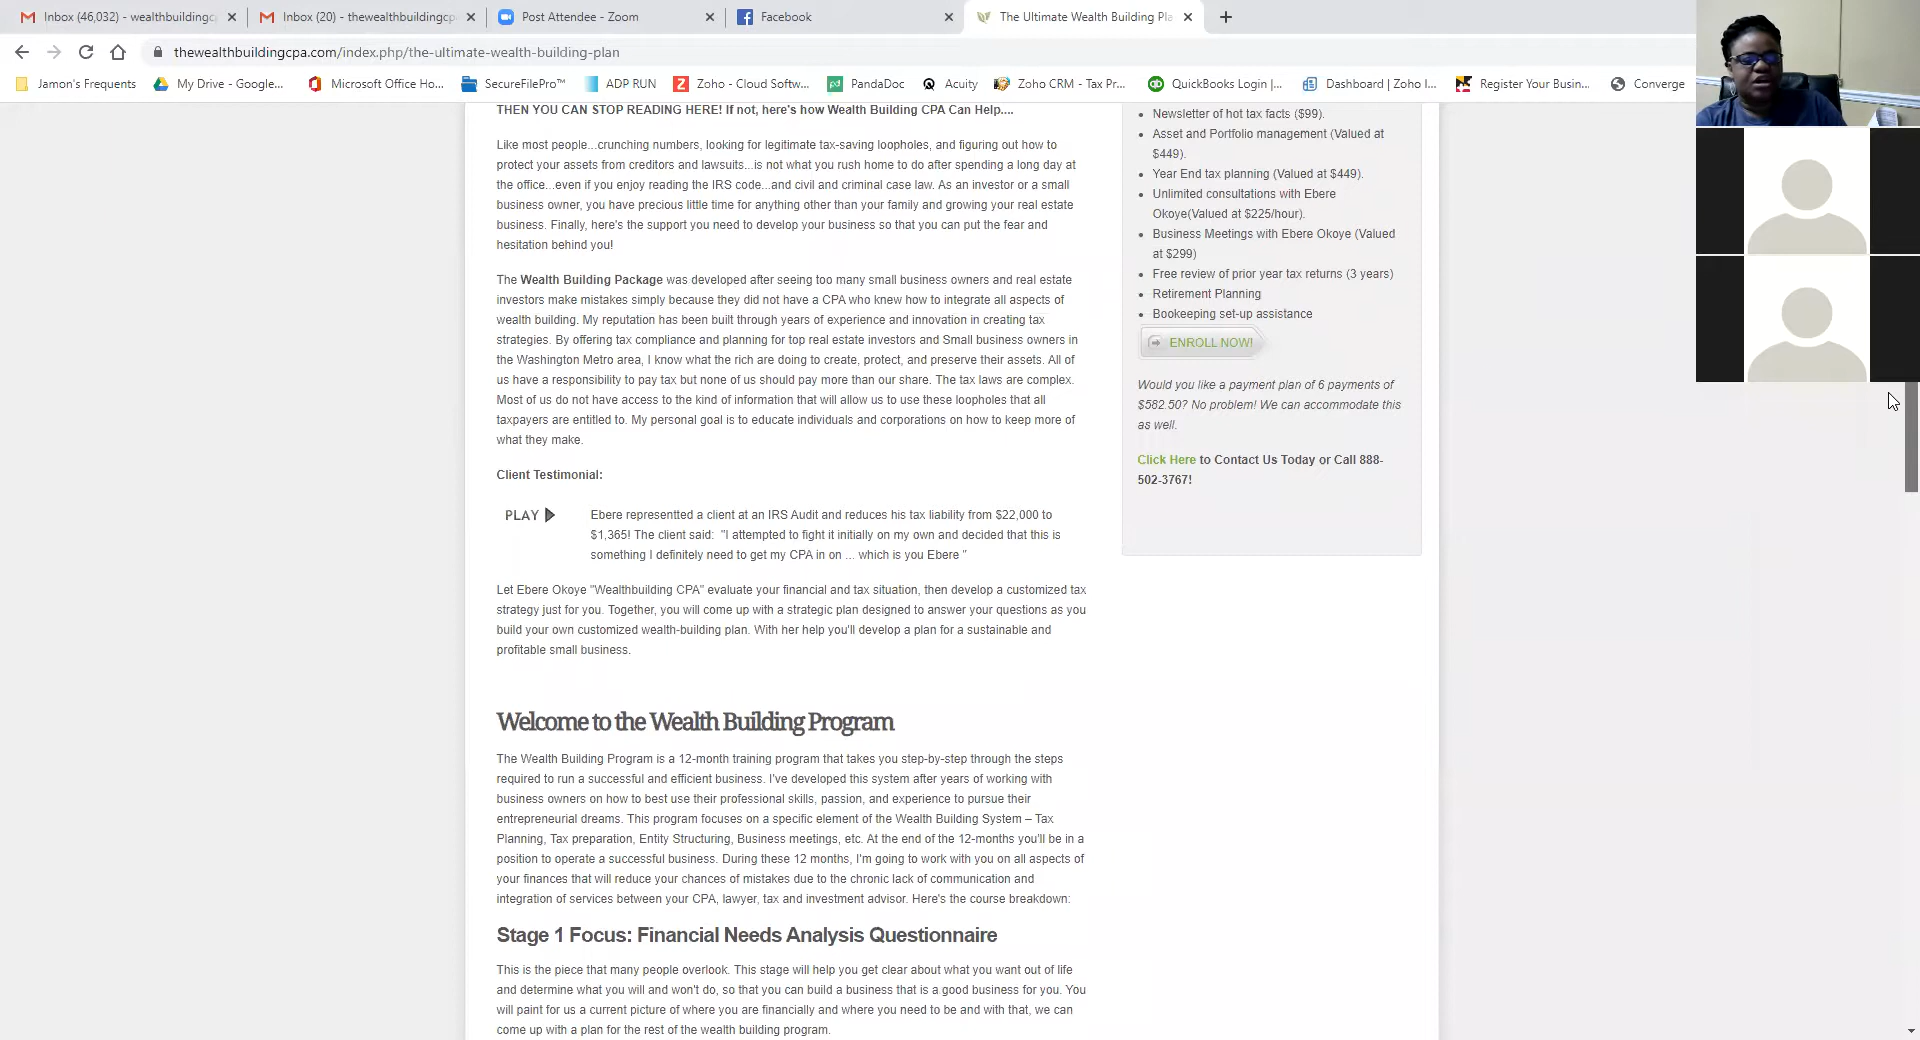 Inbox (46,032) - wealthbuildingc
Inbox (20) - thewealthbuildingcp
Post Attendee - Zoom
Facebook
The Ultimate Wealth Building Pla
thewealthbuildingcpa.com/index.php/the-ultimate-wealth-building-plan
Jamon's Frequents
My Drive - Google...
Microsoft Office Ho...
SecureFilePro™
ADP RUN
Zoho - Cloud Softw...
PandaDoc
Acuity
Zoho CRM - Tax Pr...
QuickBooks Login |...
Dashboard | Zoho I...
Register Your Busin...
Converge
THEN YOU CAN STOP READING HERE! If not, here's how Wealth Building CPA Can Help....
Like most people...crunching numbers, looking for legitimate tax-saving loopholes, and figuring out how to
protect your assets from creditors and lawsuits...is not what you rush home to do after spending a long day at
the office...even if you enjoy reading the IRS code...and civil and criminal case law. As an investor or a small
business owner, you have precious little time for anything other than your family and growing your real estate
business. Finally, here's the support you need to develop your business so that you can put the fear and
hesitation behind you!
The Wealth Building Package was developed after seeing too many small business owners and real estate
investors make mistakes simply because they did not have a CPA who knew how to integrate all aspects of
wealth building. My reputation has been built through years of experience and innovation in creating tax
strategies. By offering tax compliance and planning for top real estate investors and Small business owners in
the Washington Metro area, I know what the rich are doing to create, protect, and preserve their assets. All of
us have a responsibility to pay tax but none of us should pay more than our share. The tax laws are complex.
Most of us do not have access to the kind of information that will allow us to use these loopholes that all
taxpayers are entitled to. My personal goal is to educate individuals and corporations on how to keep more of
what they make.
Client Testimonial:
PLAY
Ebere representted a client at an IRS Audit and reduces his tax liability from $22,000 to
$1,365! The client said: "I attempted to fight it initially on my own and decided that this is
something I definitely need to get my CPA in on ... which is you Ebere "
Let Ebere Okoye "Wealthbuilding CPA" evaluate your financial and tax situation, then develop a customized tax
strategy just for you. Together, you will come up with a strategic plan designed to answer your questions as you
build your own customized wealth-building plan. With her help you'll develop a plan for a sustainable and
profitable small business.
Welcome to the Wealth Building Program
The Wealth Building Program is a 12-month training program that takes you step-by-step through the steps
required to run a successful and efficient business. I've developed this system after years of working with
business owners on how to best use their professional skills, passion, and experience to pursue their
entrepreneurial dreams. This program focuses on a specific element of the Wealth Building System – Tax
Planning, Tax preparation, Entity Structuring, Business meetings, etc. At the end of the 12-months you'll be in a
position to operate a successful business. During these 12 months, I'm going to work with you on all aspects of
your finances that will reduce your chances of mistakes due to the chronic lack of communication and
integration of services between your CPA, lawyer, tax and investment advisor. Here's the course breakdown:
Stage 1 Focus: Financial Needs Analysis Questionnaire
This is the piece that many people overlook. This stage will help you get clear about what you want out of life
and determine what you will and won't do, so that you can build a business that is a good business for you. You
will paint for us a current picture of where you are financially and where you need to be and with that, we can
come up with a plan for the rest of the wealth building program.
Newsletter of hot tax facts ($99).
Asset and Portfolio management (Valued at
$449).
Year End tax planning (Valued at $449).
Unlimited consultations with Ebere
Okoye(Valued at $225/hour).
Business Meetings with Ebere Okoye (Valued
at $299)
Free review of prior year tax returns (3 years)
Retirement Planning
Bookeeping set-up assistance
ENROLL NOW!
Would you like a payment plan of 6 payments of
$582.50? No problem! We can accommodate this
as well.
Click Here to Contact Us Today or Call 888-
502-3767!